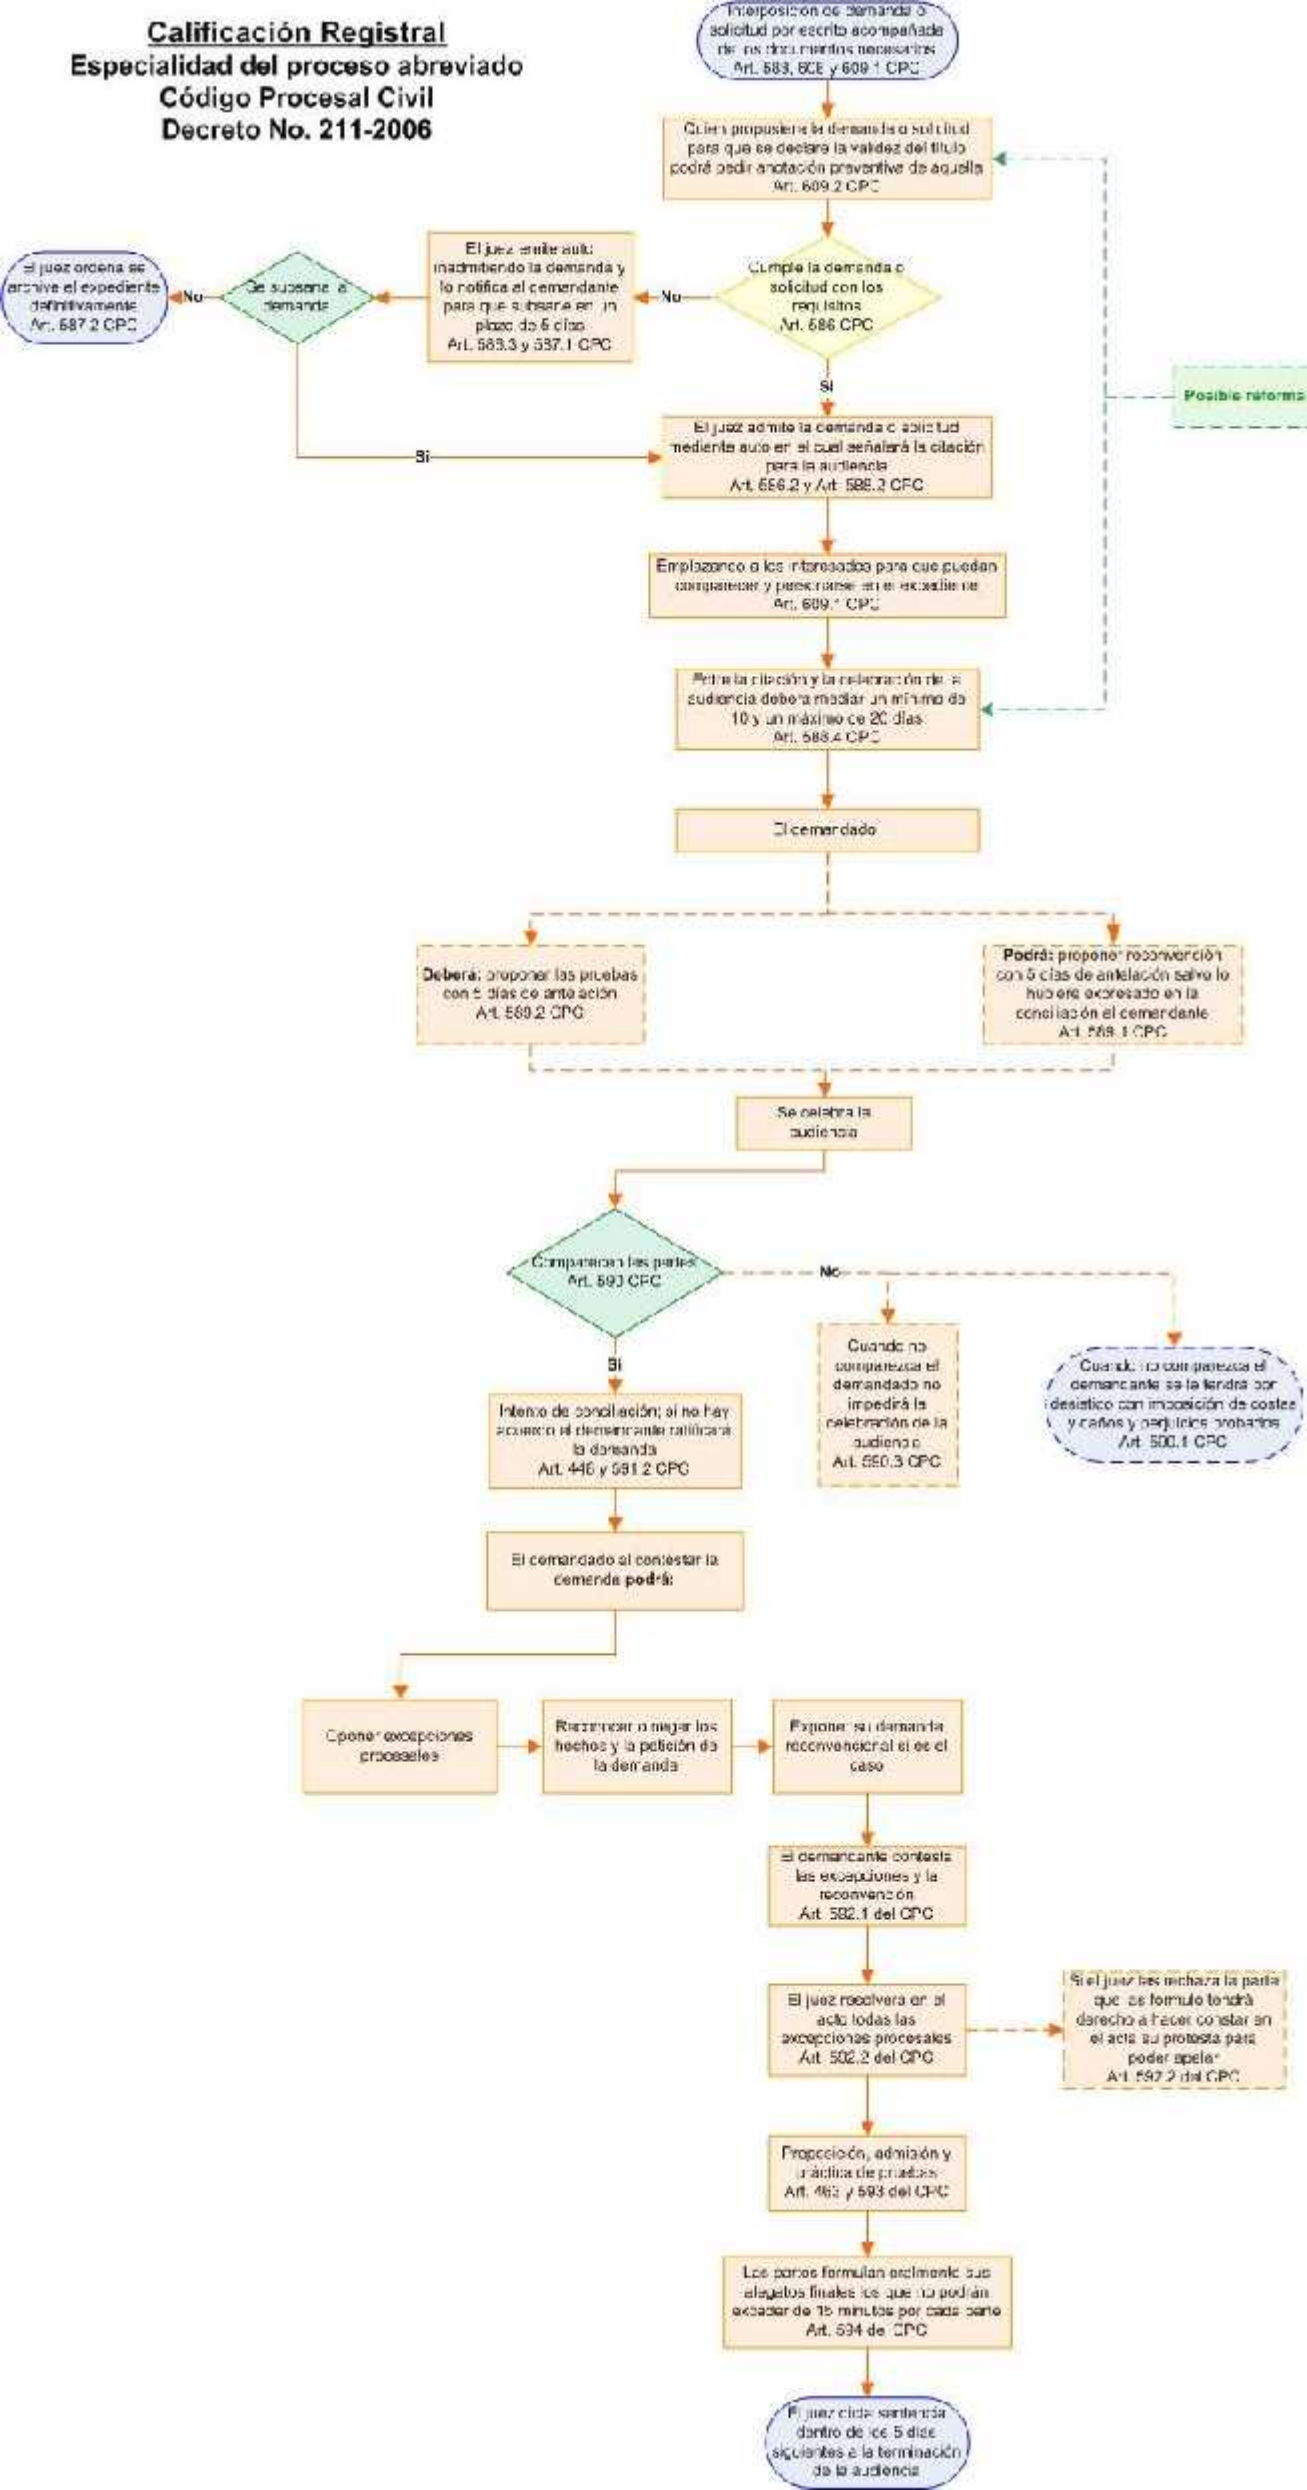 Calificación Registral
Especialidad del proceso abreviado
Código Procesal Civil
Decreto No. 211-2006
Interposición de demanda o
solicitud por escrito acompañada
de los documentos necesarios
Art. 583, 608 y 609.1 CPC
Quien propusiere la demanda o solicitud
para que se declare la validez del título
podrá pedir anotación preventiva de aquella
Art. 609.2 CPC
Cumple la demanda o
solicitud con los
requisitos
Art. 586 CPC
No
El juez emite auto
inadmitiendo la demanda y
lo notifica al demandante
para que subsane en un
plazo de 5 días
Art. 586.3 y 587.1 CPC
Se subsana la
demanda
No
El juez ordena se
archive el expediente
definitivamente
Art. 587.2 CPC
Si
Si
El juez admite la demanda o solicitud
mediante auto en el cual señalará la citación
para la audiencia
Art. 586.2 y Art. 588.2 CPC
Posible reforma
Emplazando a los interesados para que puedan
comparecer y personarse en el expediente
Art. 609.1 CPC
Entre la citación y la celebración de la
audiencia deberá mediar un mínimo de
10 y un máximo de 20 días
Art. 588.4 CPC
El demandado
Deberá: proponer las pruebas
con 5 días de antelación
Art. 589.2 CPC
Podrá: proponer reconvención
con 5 días de antelación salvo lo
hubiere expresado en la
conciliación al demandante
Art. 589.1 CPC
Se celebra la
audiencia
Comparecen las partes
Art. 590 CPC
No
Si
Cuando no
comparezca el
demandado no
impedirá la
celebración de la
audiencia
Art. 590.3 CPC
Cuando no comparezca el
demandante se le tendrá por
desistido con imposición de costas
y daños y perjuicios probados
Art. 590.1 CPC
Intento de conciliación; si no hay
acuerdo el demandante ratificará
la demanda
Art. 446 y 591.2 CPC
El demandado al contestar la
demanda podrá:
Oponer excepciones
procesales
Reconocer o negar los
hechos y la petición de
la demanda
Exponer su demanda
reconvencional si es el
caso
El demandante contesta
las excepciones y la
reconvención
Art. 592.1 del CPC
El juez resolverá en el
acto todas las
excepciones procesales
Art. 592.2 del CPC
Si el juez las rechaza la parte
que las formulo tendrá
derecho a hacer constar en
el acta su protesta para
poder apelar
Art. 592.2 del CPC
Proposición, admisión y
práctica de pruebas
Art. 463 y 593 del CPC
Las partes formulan oralmente sus
alegatos finales los que no podrán
exceder de 15 minutos por cada parte
Art. 594 del CPC
El juez dicta sentencia
dentro de los 5 días
siguientes a la terminación
de la audiencia